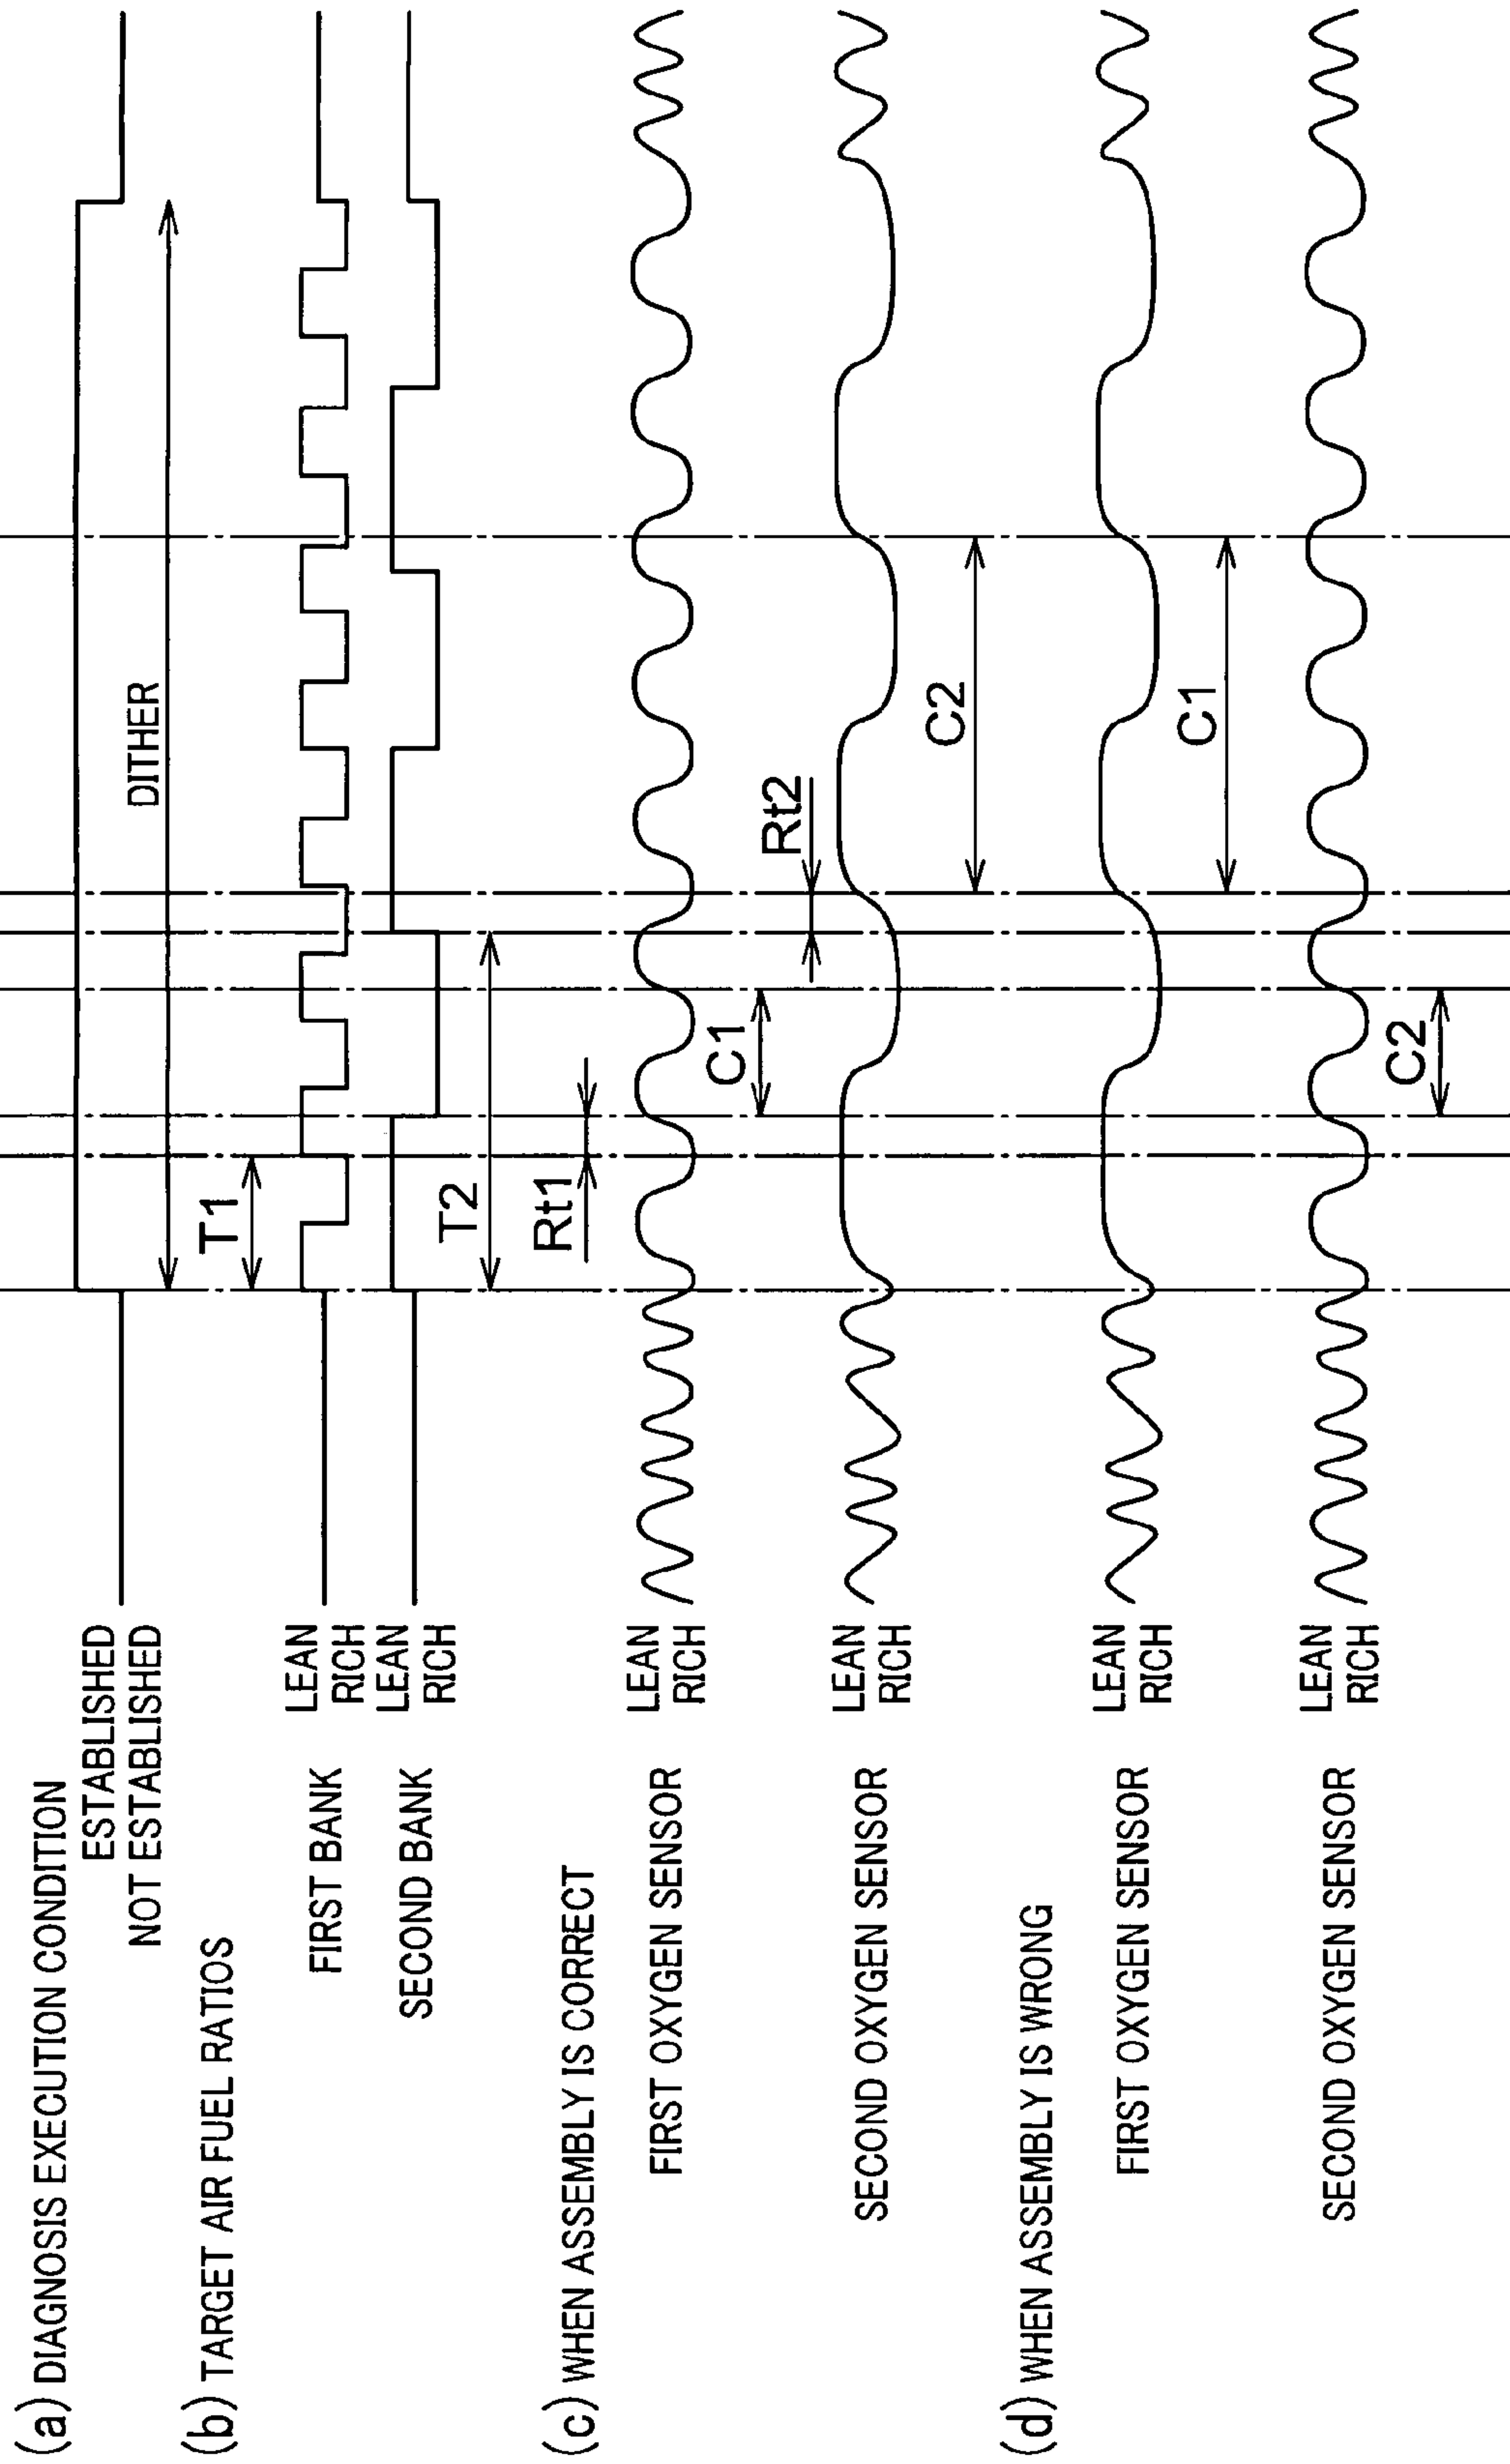 (a) DIAGNOSIS EXECUTION CONDITION
ESTABLISHED
NOT ESTABLISHED
DITHER
(b) TARGET AIR FUEL RATIOS
T1
LEAN
FIRST BANK
RICH
LEAN
SECOND BANK
RICH
T2
(c) WHEN ASSEMBLY IS CORRECT
Rt1
LEAN
FIRST OXYGEN SENSOR
RICH
C1
Rt2
LEAN
SECOND OXYGEN SENSOR
RICH
C2
(d) WHEN ASSEMBLY IS WRONG
LEAN
FIRST OXYGEN SENSOR
RICH
C1
LEAN
SECOND OXYGEN SENSOR
RICH
C2